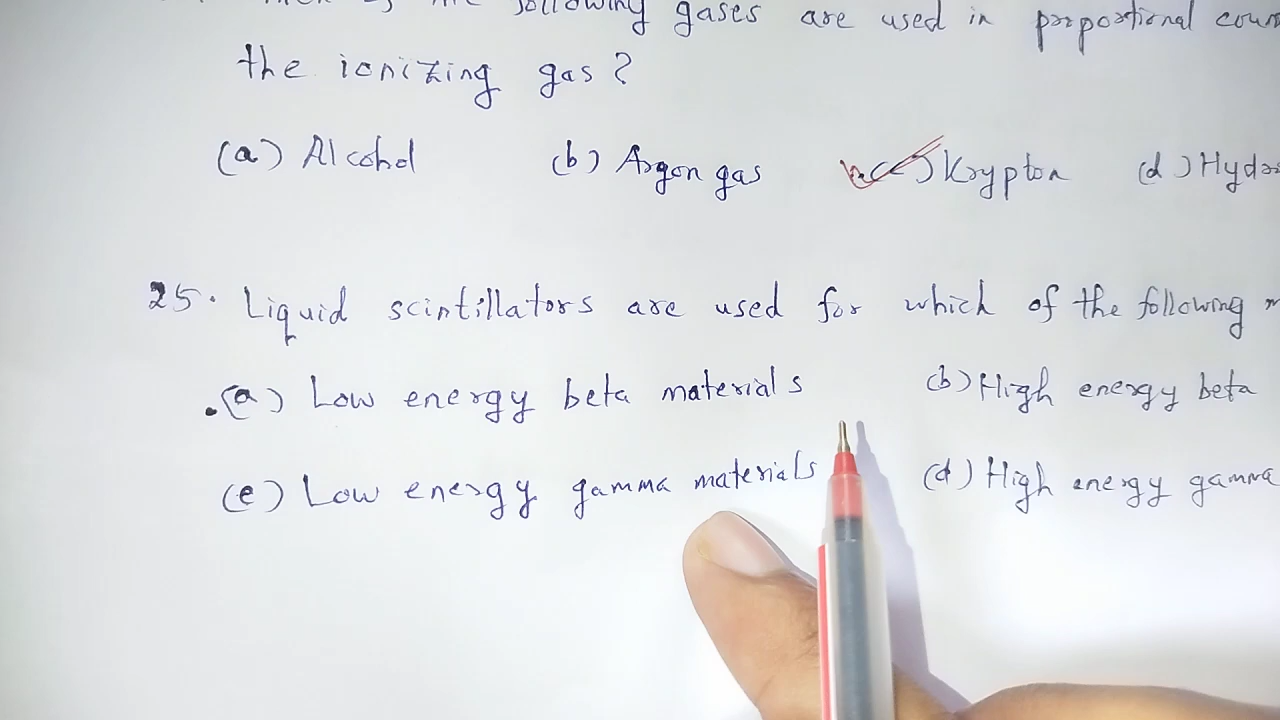 following gases are used in proportional
the ionizing gas?
(a) Alcohol (b) Argon gas (c) Krypton (d)
25. Liquid scintillators are used for which of the following
(a) Low energy beta materials (b) High energy beta
(c) Low energy gamma materials (d) High energy gamma